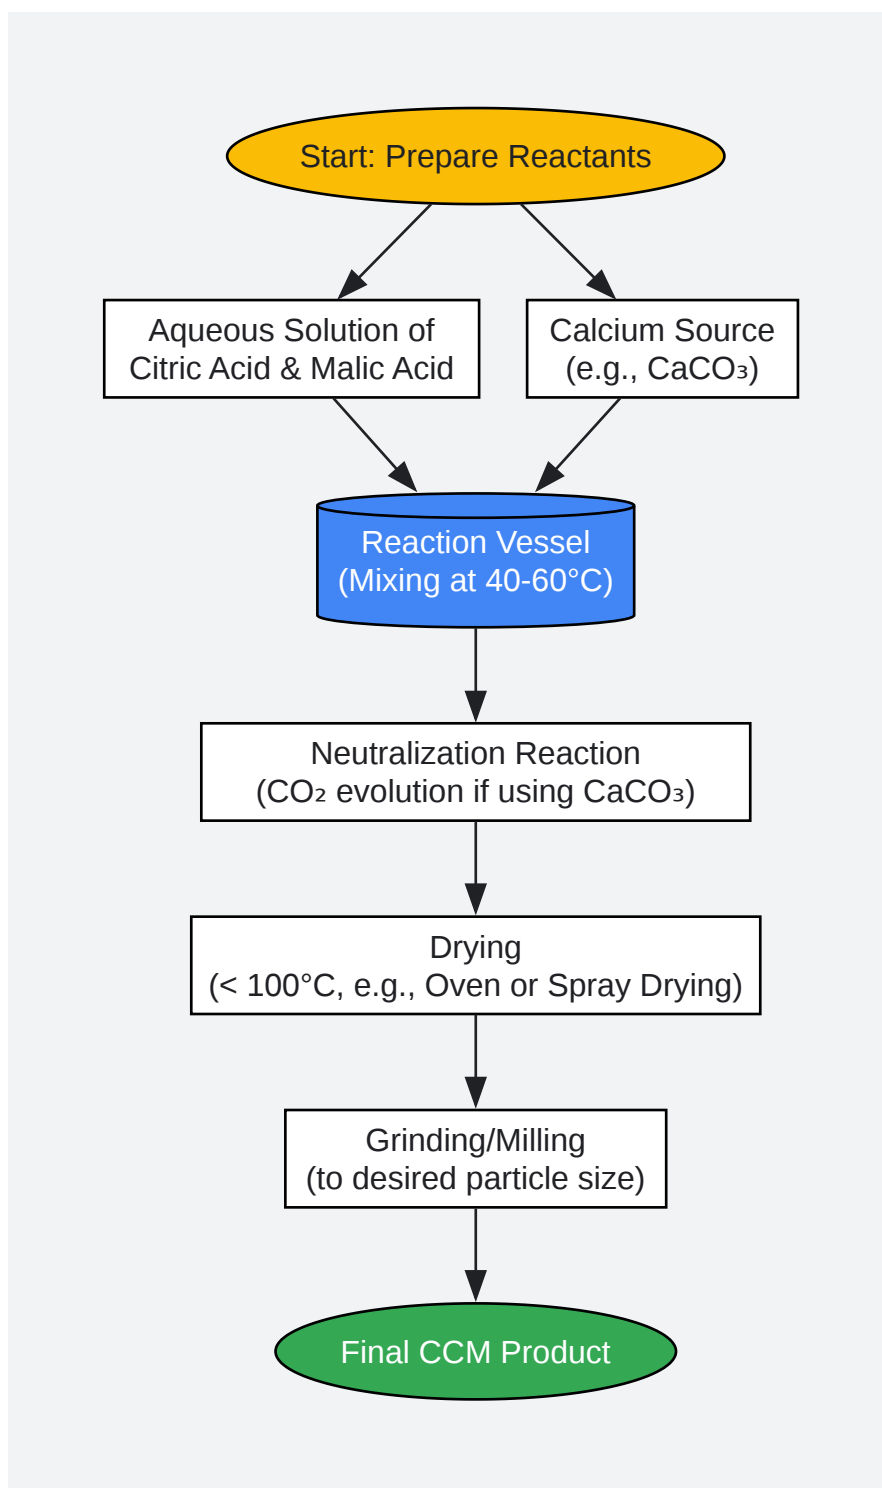 Start: Prepare Reactants
Aqueous Solution of
Citric Acid & Malic Acid
Calcium Source
(e.g., CaCO₃)
Reaction Vessel
(Mixing at 40-60°C)
Neutralization Reaction
(CO₂ evolution if using CaCO₃)
Drying
(< 100°C, e.g., Oven or Spray Drying)
Grinding/Milling
(to desired particle size)
Final CCM Product